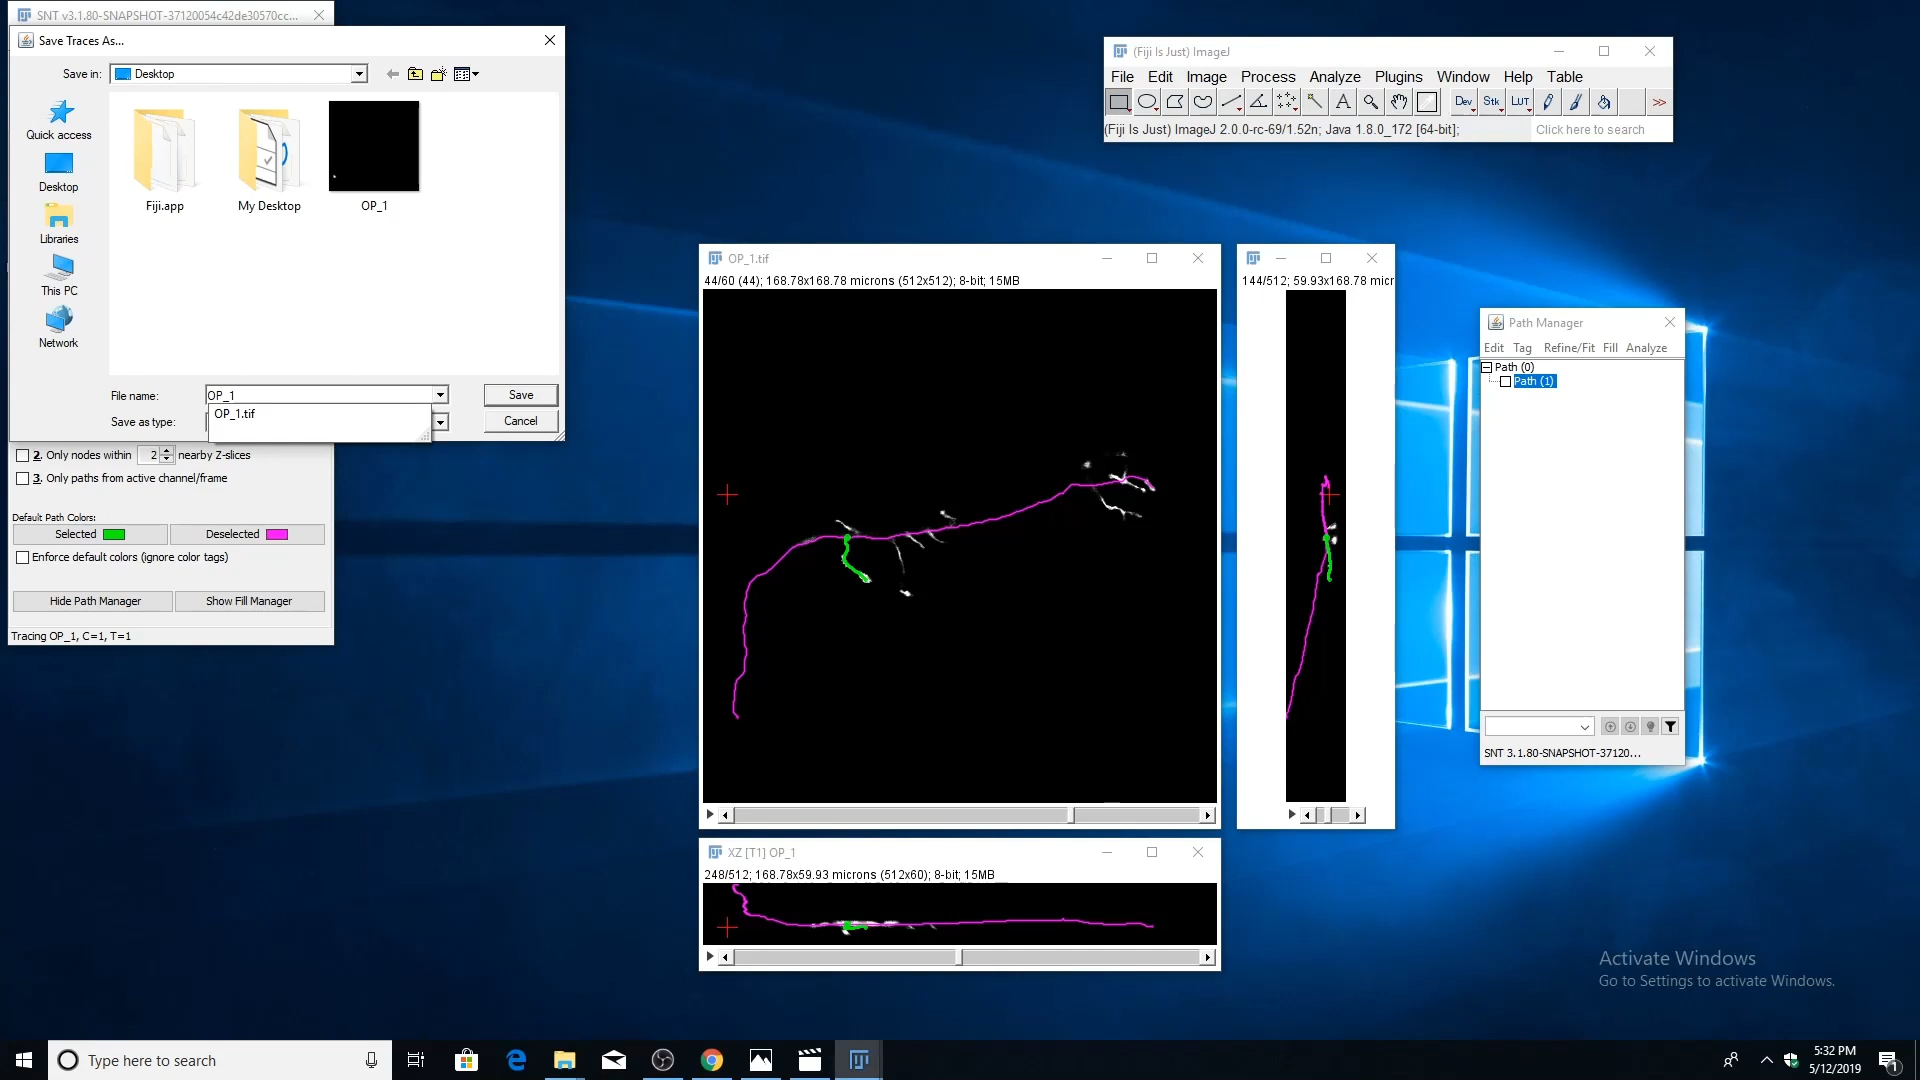 SNT v3.1.80-SNAPSHOT-37120054c42de30570cc...
Save Traces As...
Save in:
Desktop
Quick access
Desktop
Libraries
This PC
Network
Fiji.app
My Desktop
OP_1
File name:
OP_1
Save
OP_1.tif
Save as type:
Cancel
2. Only nodes within 2 nearby Z-slices
3. Only paths from active channel/frame
Default Path Colors:
Selected
Deselected
Enforce default colors (ignore color tags)
Hide Path Manager
Show Fill Manager
Tracing OP_1, C=1, T=1
(Fiji Is Just) ImageJ
File Edit Image Process Analyze Plugins Window Help Table
A Dev Stk LUT >>
(Fiji Is Just) ImageJ 2.0.0-rc-69/1.52n; Java 1.8.0_172 [64-bit];
Click here to search
OP_1.tif
44/60 (44); 168.78x168.78 microns (512x512); 8-bit; 15MB
144/512; 59.93x168.78 micr
XZ [T1] OP_1
248/512; 168.78x59.93 microns (512x60); 8-bit; 15MB
Path Manager
Edit Tag Refine/Fit Fill Analyze
Path (0)
Path (1)
SNT 3.1.80-SNAPSHOT-37120...
Activate Windows
Go to Settings to activate Windows.
Type here to search
5:32 PM
5/12/2019
1